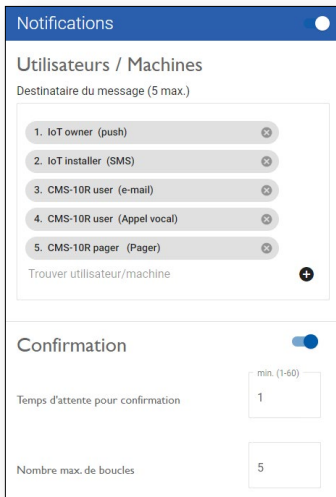 Notifications
Utilisateurs / Machines
Destinataire du message (5 max.)
1. IoT owner (push)
2. IoT installer (SMS)
3. CMS-10R user (e-mail)
4. CMS-10R user (Appel vocal)
5. CMS-10R pager (Pager)
Trouver utilisateur/machine
Confirmation
min. (1-60)
Temps d'attente pour confirmation
1
Nombre max. de boucles
5